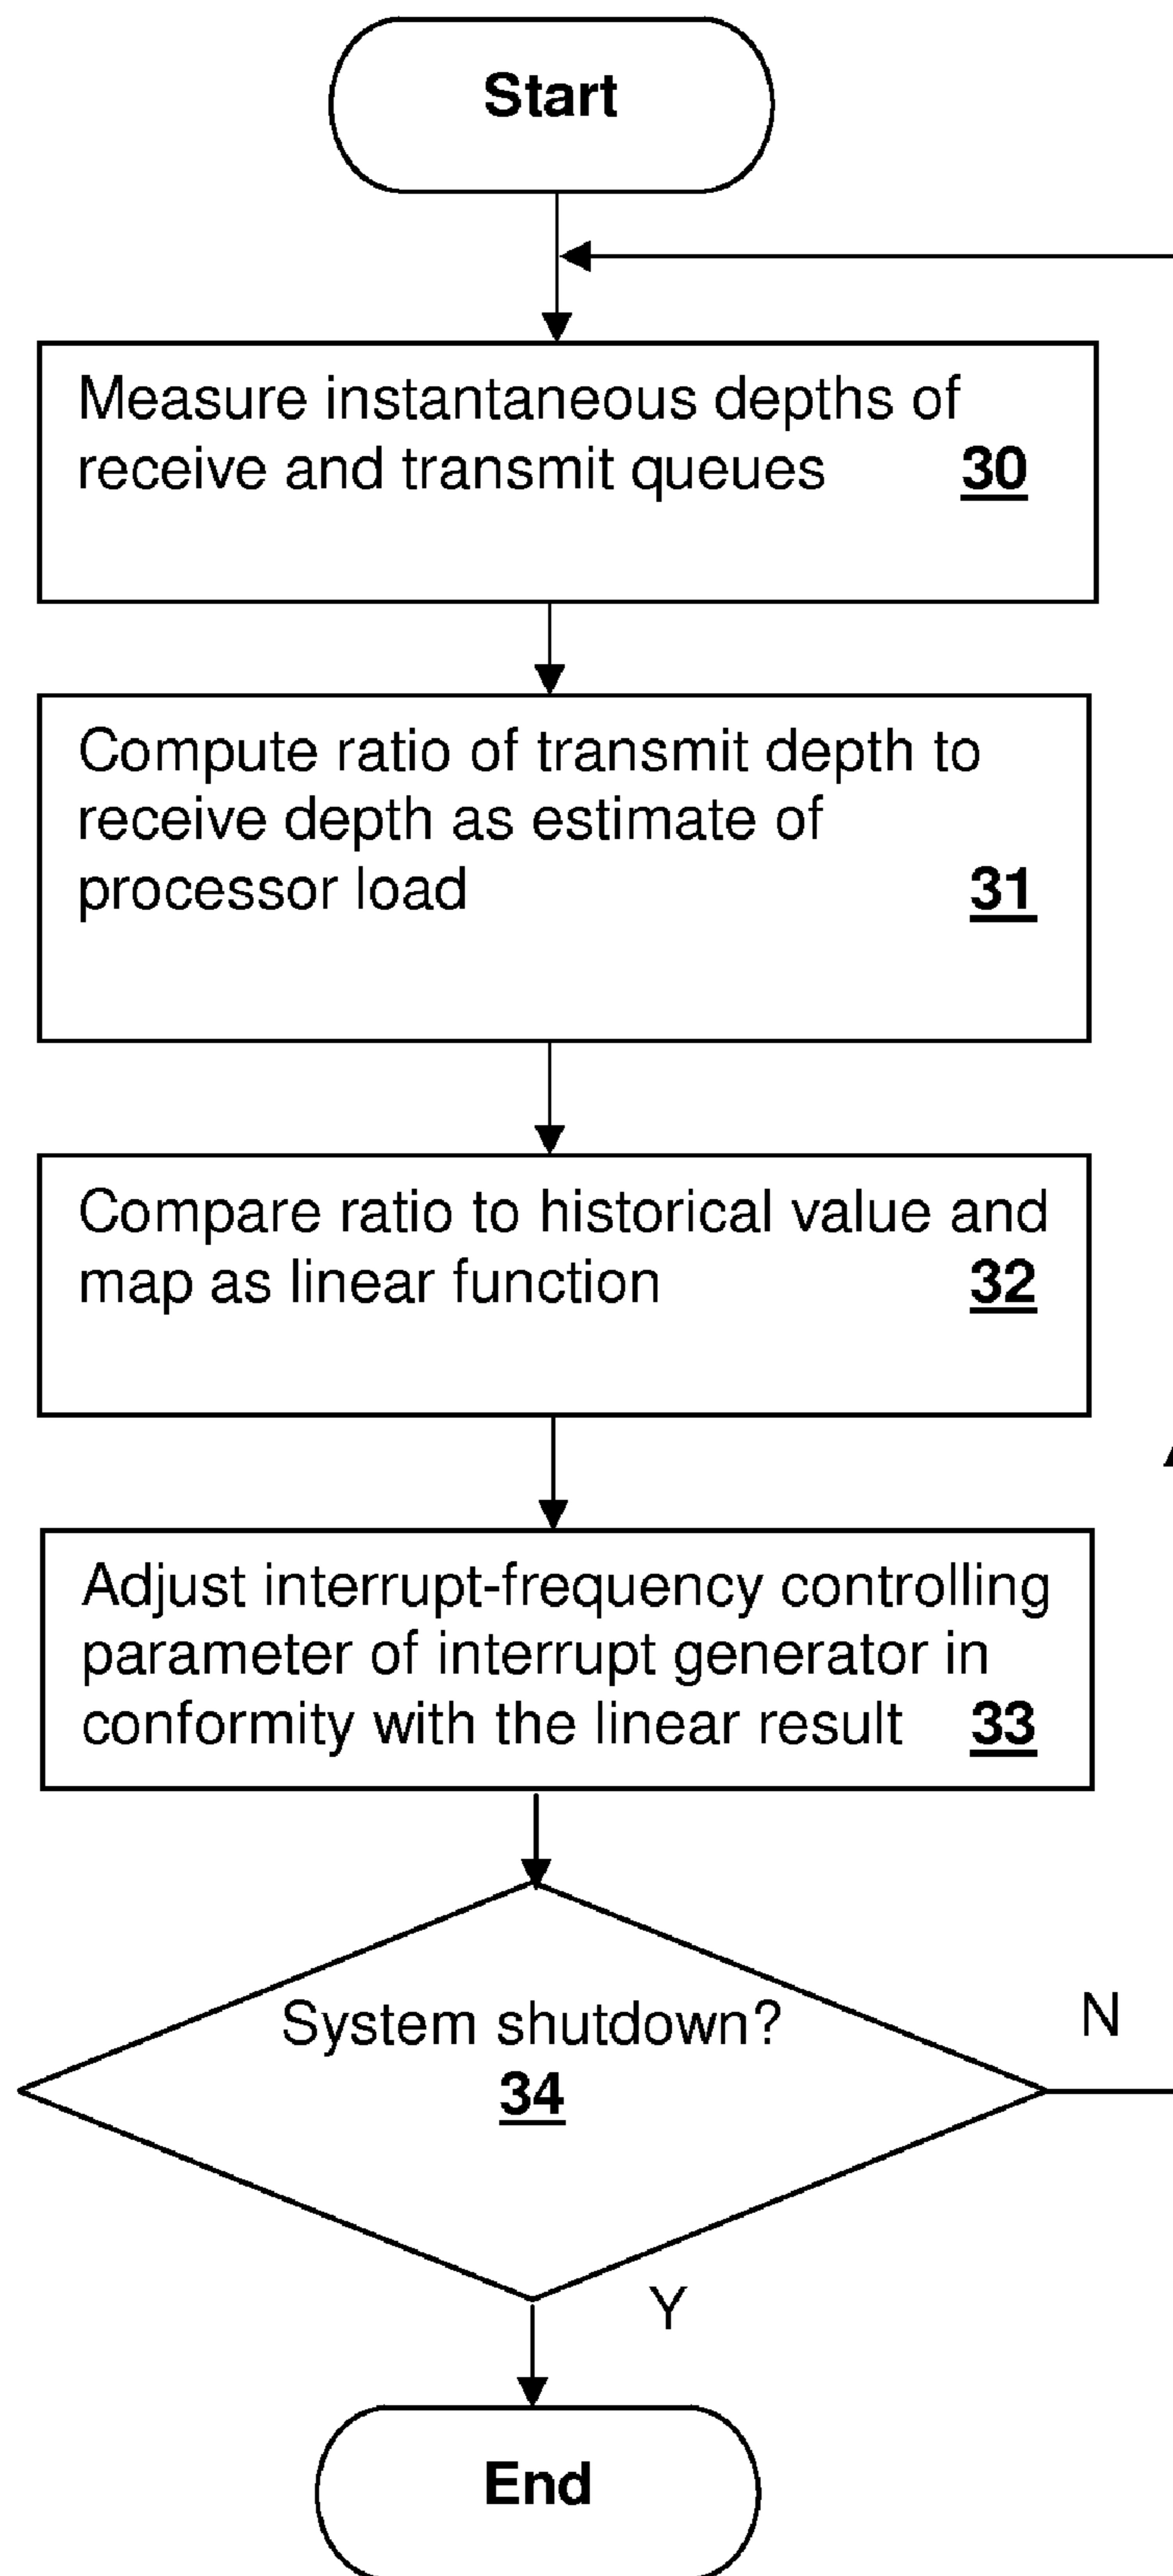 Start
Measure instantaneous depths of
receive and transmit queues 30
Compute ratio of transmit depth to
receive depth as estimate of
processor load 31
Compare ratio to historical value and
map as linear function 32
Adjust interrupt-frequency controlling
parameter of interrupt generator in
conformity with the linear result 33
System shutdown?
34
N
Y
End